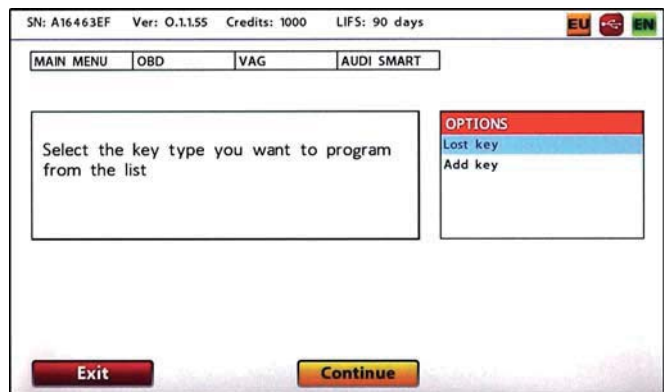 SN: A16463EF Ver: 0.1.1.55 Credits: 1000 LIFS: 90 days EU EN
MAIN MENU OBD VAG AUDI SMART
Select the key type you want to program
from the list
OPTIONS
Lost key
Add key
Exit Continue